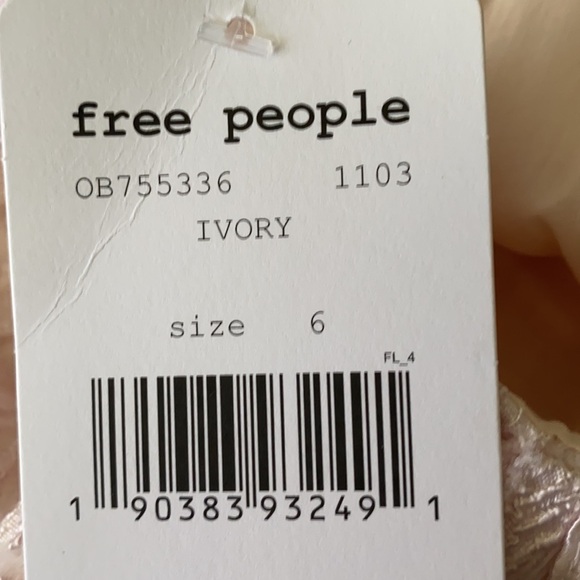 free people
OB755336 1103
IVORY
size 6
FL_4
1 90383 93249 1